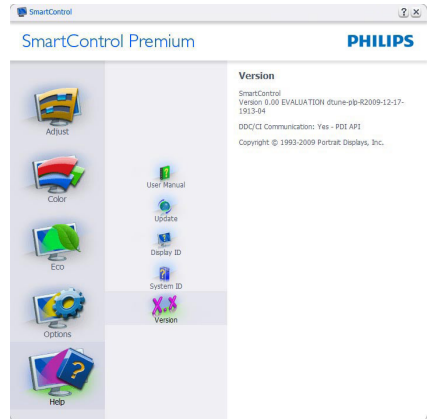 SmartControl
SmartControl Premium
PHILIPS
Adjust
Color
Eco
Options
Help
User Manual
Update
Display ID
System ID
X.X
Version
Version
SmartControl
Version 0.00 EVALUATION dtune-plp-R2009-12-17-
1913-04
DDC/CI Communication: Yes - PDI API
Copyright © 1993-2009 Portrait Displays, Inc.